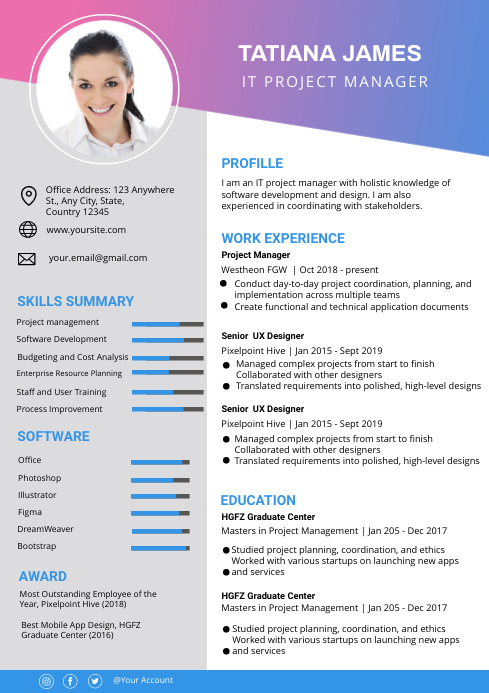 TATIANA JAMES
IT PROJECT MANAGER
Office Address: 123 Anywhere
St., Any City, State,
Country 12345
www.yoursite.com
your.email@gmail.com
SKILLS SUMMARY
Project management
Software Development
Budgeting and Cost Analysis
Enterprise Resource Planning
Staff and User Training
Process Improvement
SOFTWARE
Office
Photoshop
Illustrator
Figma
DreamWeaver
Bootstrap
AWARD
Most Outstanding Employee of the
Year, Pixelpoint Hive (2018)
Best Mobile App Design, HGFZ
Graduate Center (2016)
PROFILLE
I am an IT project manager with holistic knowledge of
software development and design. I am also
experienced in coordinating with stakeholders.
WORK EXPERIENCE
Project Manager
Westheon FGW | Oct 2018 - present
● Conduct day-to-day project coordination, planning, and
implementation across multiple teams
● Create functional and technical application documents
Senior UX Designer
Pixelpoint Hive | Jan 2015 - Sept 2019
● Managed complex projects from start to finish
Collaborated with other designers
● Translated requirements into polished, high-level designs
Senior UX Designer
Pixelpoint Hive | Jan 2015 - Sept 2019
● Managed complex projects from start to finish
Collaborated with other designers
● Translated requirements into polished, high-level designs
EDUCATION
HGFZ Graduate Center
Masters in Project Management | Jan 205 - Dec 2017
● Studied project planning, coordination, and ethics
Worked with various startups on launching new apps
● and services
HGFZ Graduate Center
Masters in Project Management | Jan 205 - Dec 2017
● Studied project planning, coordination, and ethics
Worked with various startups on launching new apps
● and services
@Your Account